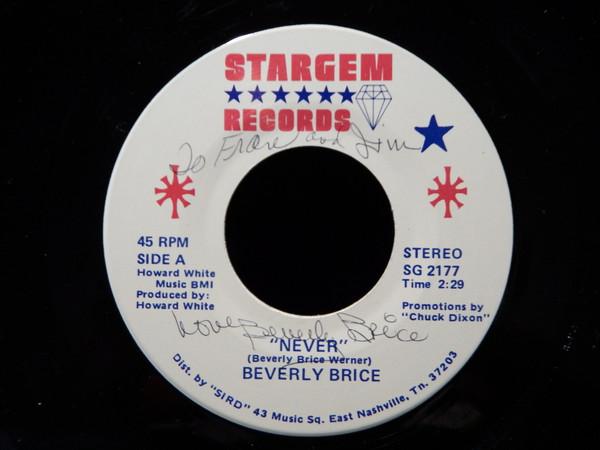 STARGEM
RECORDS
To Frane and Jim
45 RPM
SIDE A
Howard White
Music BMI
Produced by:
Howard White
STEREO
SG 2177
Time 2:29
Promotions by
"Chuck Dixon"
Love Beverly Brice
"NEVER"
(Beverly Brice Werner)
BEVERLY BRICE
Dist. by "SIRD" 43 Music Sq. East Nashville, Tn. 37203